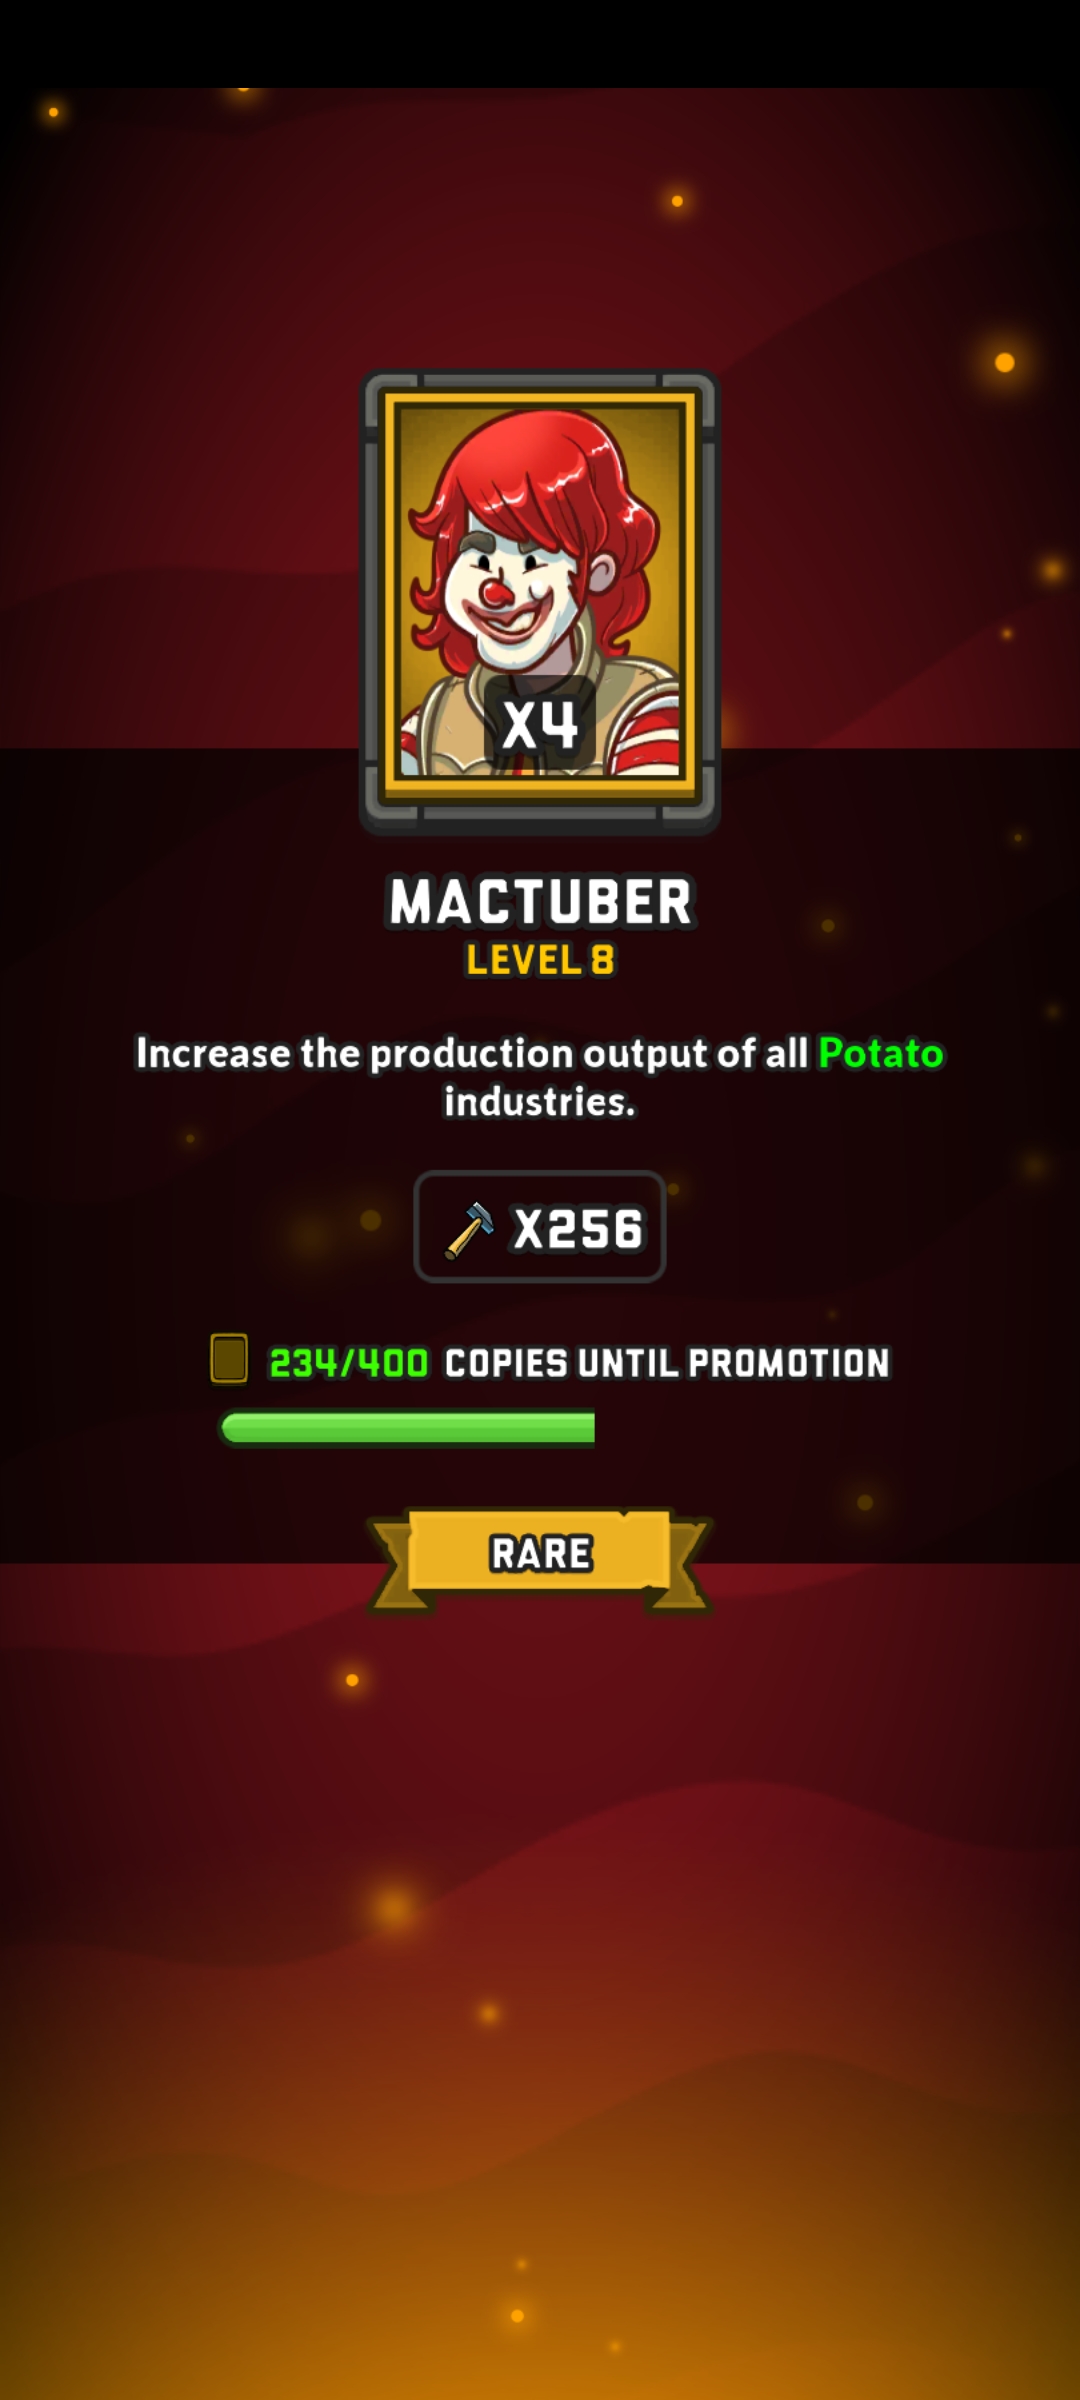 X4
MACTUBER
LEVEL 8
Increase the production output of all Potato
industries.
X256
234/400 COPIES UNTIL PROMOTION
RARE